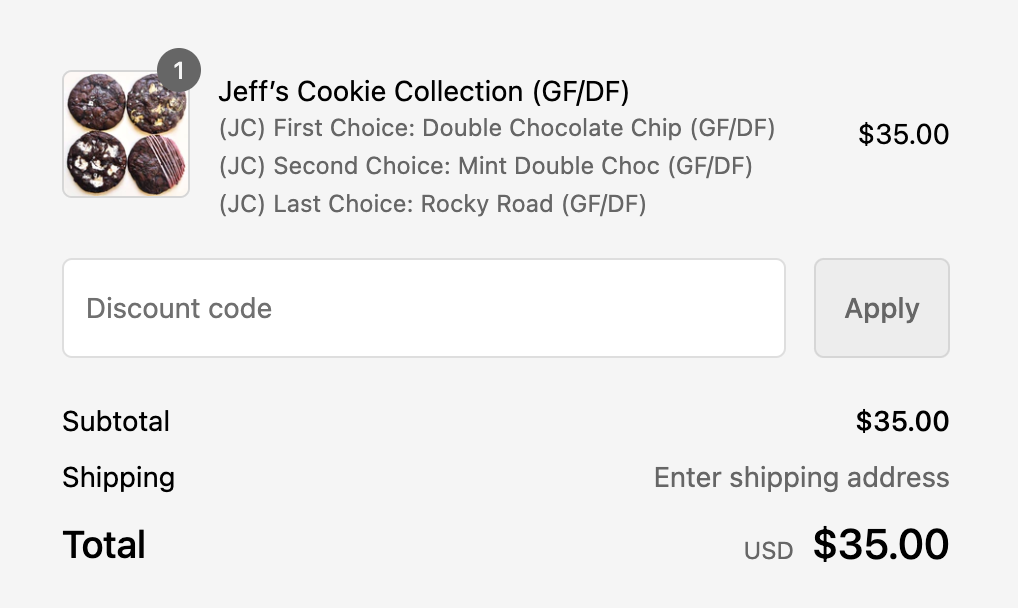 1
Jeff’s Cookie Collection (GF/DF)
(JC) First Choice: Double Chocolate Chip (GF/DF)
$35.00
(JC) Second Choice: Mint Double Choc (GF/DF)
(JC) Last Choice: Rocky Road (GF/DF)
Discount code
Apply
Subtotal
$35.00
Shipping
Enter shipping address
Total
USD $35.00